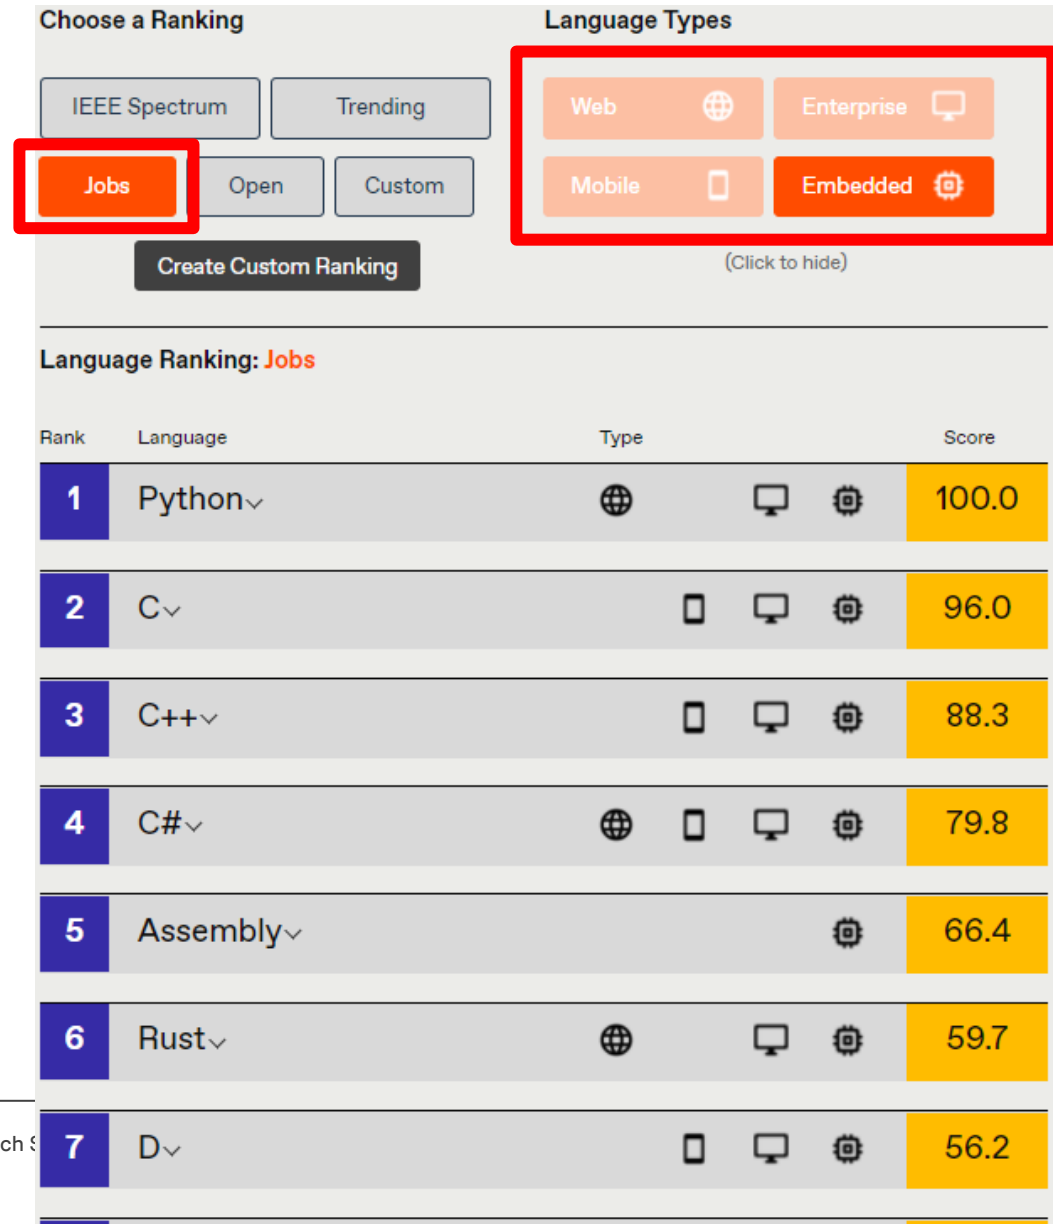 Choose a Ranking
Language Types
IEEE Spectrum
Trending
Web
Enterprise
Jobs
Open
Custom
Mobile
Embedded
Create Custom Ranking
(Click to hide)
Language Ranking: Jobs
Rank Language Type Score
1 Python 100.0
2 C 96.0
3 C++ 88.3
4 C# 79.8
5 Assembly 66.4
6 Rust 59.7
7 D 56.2